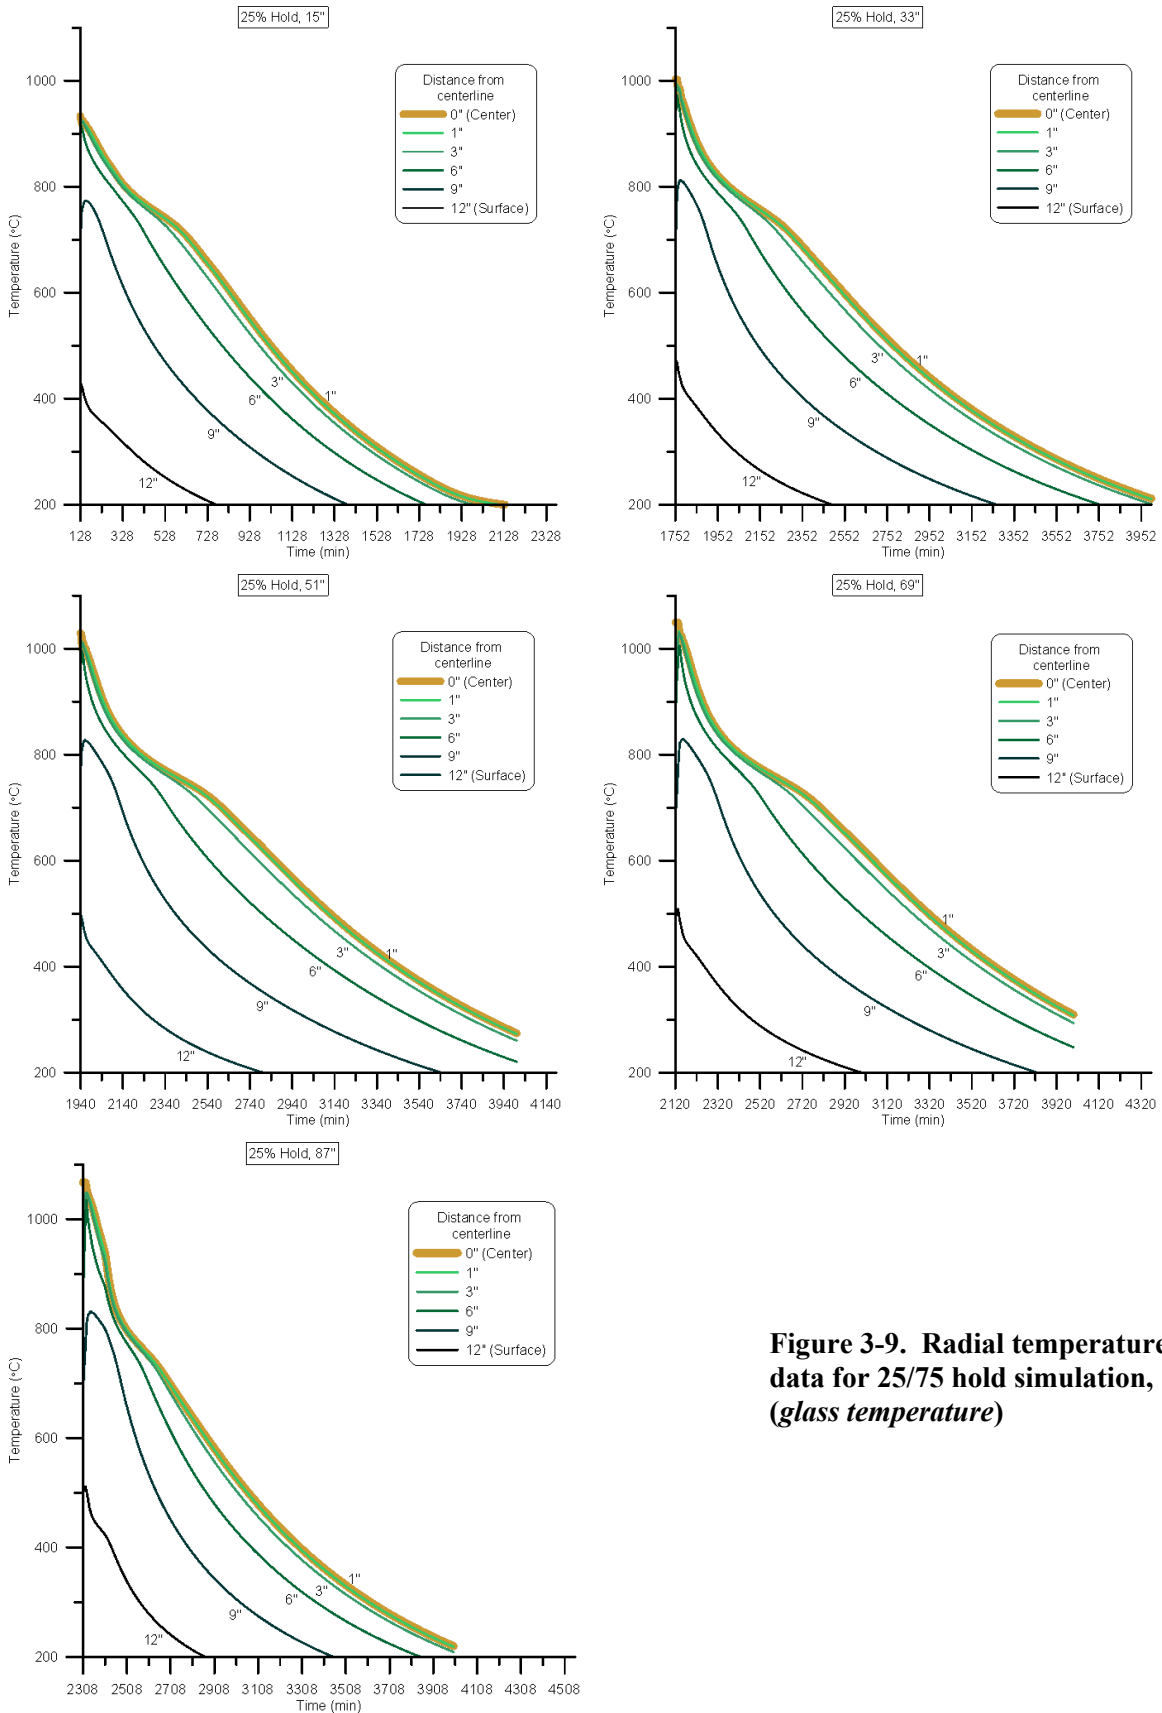 25% Hold, 15"
Temperature (°C)
1000
800
600
400
200
Distance from
centerline
0" (Center)
1"
3"
6"
9"
12" (Surface)
1"
3"
6"
9"
12"
128 328 528 728 928 1128 1328 1528 1728 1928 2128 2328
Time (min)
25% Hold, 33"
Temperature (°C)
1000
800
600
400
200
Distance from
centerline
0" (Center)
1"
3"
6"
9"
12" (Surface)
1"
3"
6"
9"
12"
1752 1952 2152 2352 2552 2752 2952 3152 3352 3552 3752 3952
Time (min)
25% Hold, 51"
Temperature (°C)
1000
800
600
400
200
Distance from
centerline
0" (Center)
1"
3"
6"
9"
12" (Surface)
1"
3"
6"
9"
12"
1940 2140 2340 2540 2740 2940 3140 3340 3540 3740 3940 4140
Time (min)
25% Hold, 69"
Temperature (°C)
1000
800
600
400
200
Distance from
centerline
0" (Center)
1"
3"
6"
9"
12" (Surface)
1"
3"
6"
9"
12"
2120 2320 2520 2720 2920 3120 3320 3520 3720 3920 4120 4320
Time (min)
25% Hold, 87"
Temperature (°C)
1000
800
600
400
200
Distance from
centerline
0" (Center)
1"
3"
6"
9"
12" (Surface)
1"
3"
6"
9"
12"
2308 2508 2708 2908 3108 3308 3508 3708 3908 4108 4308 4508
Time (min)
Figure 3-9. Radial temperature
data for 25/75 hold simulation,
(glass temperature)